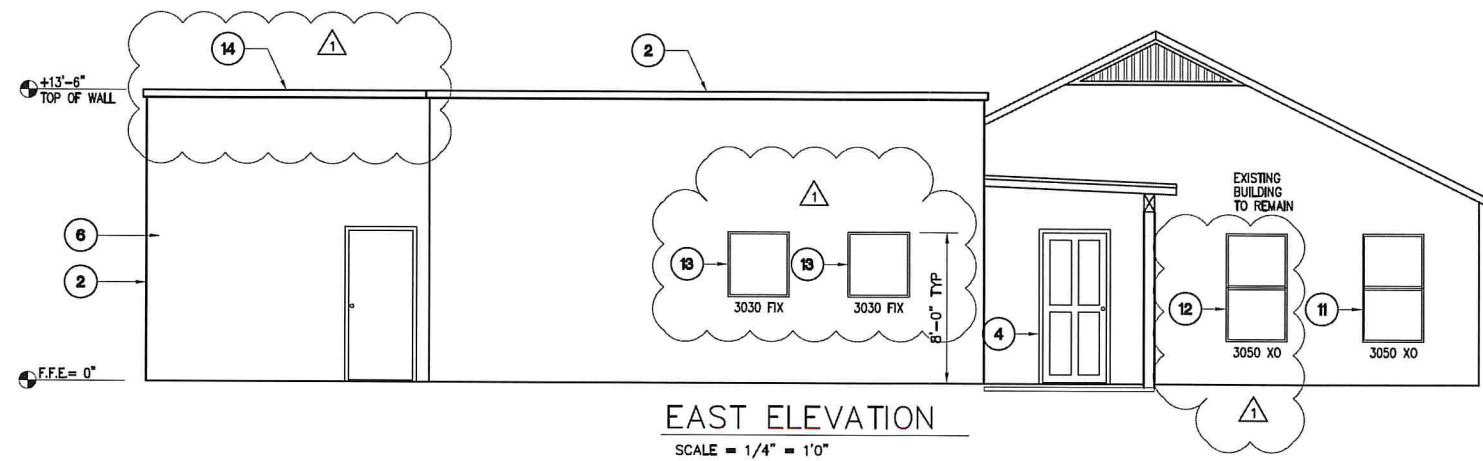 14
1
2
+13'-6"
TOP OF WALL
1
EXISTING
BUILDING
TO REMAIN
6
13
13
2
3030 FIX
3030 FIX
8'-0" TYP
4
12
11
3050 XO
3050 XO
F.F.E.= 0"
1
EAST ELEVATION
SCALE = 1/4" = 1'0"